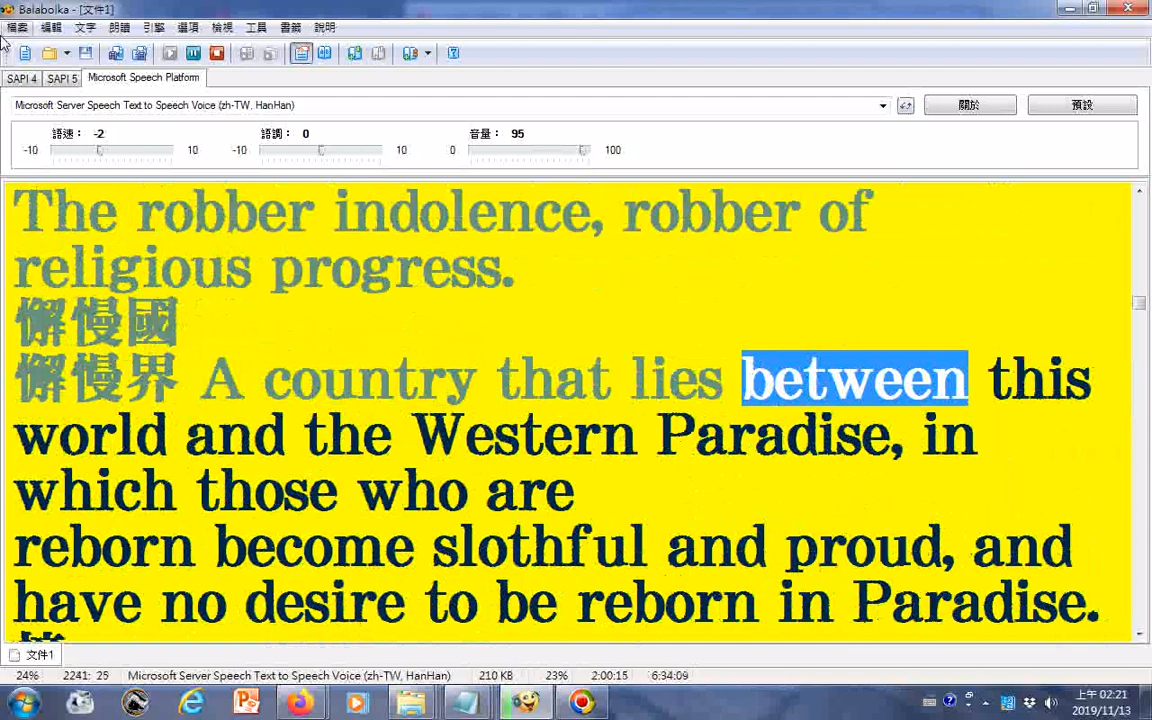 Balabolka - [文件1]
檔案 編輯 文字 朗讀 引擎 選項 檢視 工具 書籤 說明
SAPI 4 SAPI 5 Microsoft Speech Platform
Microsoft Server Speech Text to Speech Voice (zh-TW, HanHan) 關於 預設
語速： -2 語調： 0 音量： 95
-10 10 -10 10 0 100
The robber indolence, robber of
religious progress.
懈慢國
懈慢界 A country that lies between this
world and the Western Paradise, in
which those who are
reborn become slothful and proud, and
have no desire to be reborn in Paradise.
文件1
24% 2241: 25 Microsoft Server Speech Text to Speech Voice (zh-TW, HanHan) 210 KB 23% 2:00:15 6:34:09
上午 02:21
2019/11/13